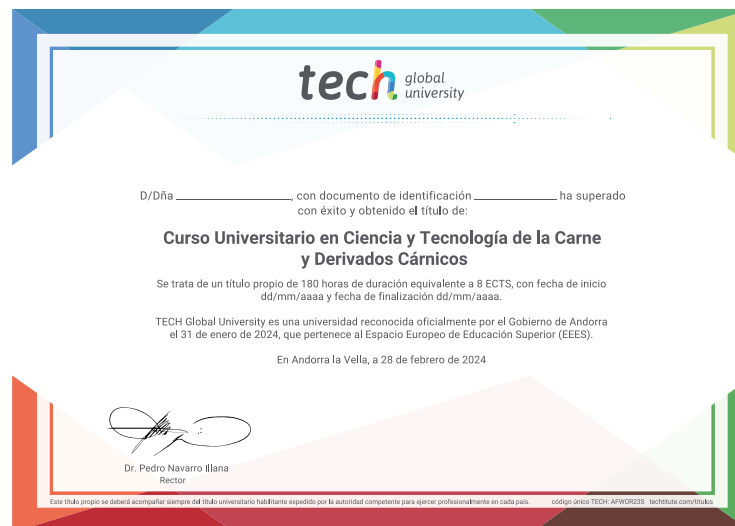 tech global
university
D/Dña ____________________, con documento de identificación ______________ ha superado
con éxito y obtenido el título de:
Curso Universitario en Ciencia y Tecnología de la Carne
y Derivados Cárnicos
Se trata de un título propio de 180 horas de duración equivalente a 8 ECTS, con fecha de inicio
dd/mm/aaaa y fecha de finalización dd/mm/aaaa.
TECH Global University es una universidad reconocida oficialmente por el Gobierno de Andorra
el 31 de enero de 2024, que pertenece al Espacio Europeo de Educación Superior (EEES).
En Andorra la Vella, a 28 de febrero de 2024
Dr. Pedro Navarro Illana
Rector
Este título propio se deberá acompañar siempre del título universitario habilitante expedido por la autoridad competente para ejercer profesionalmente en cada país. código único TECH: AFWOR23S techtitute.com/titulos